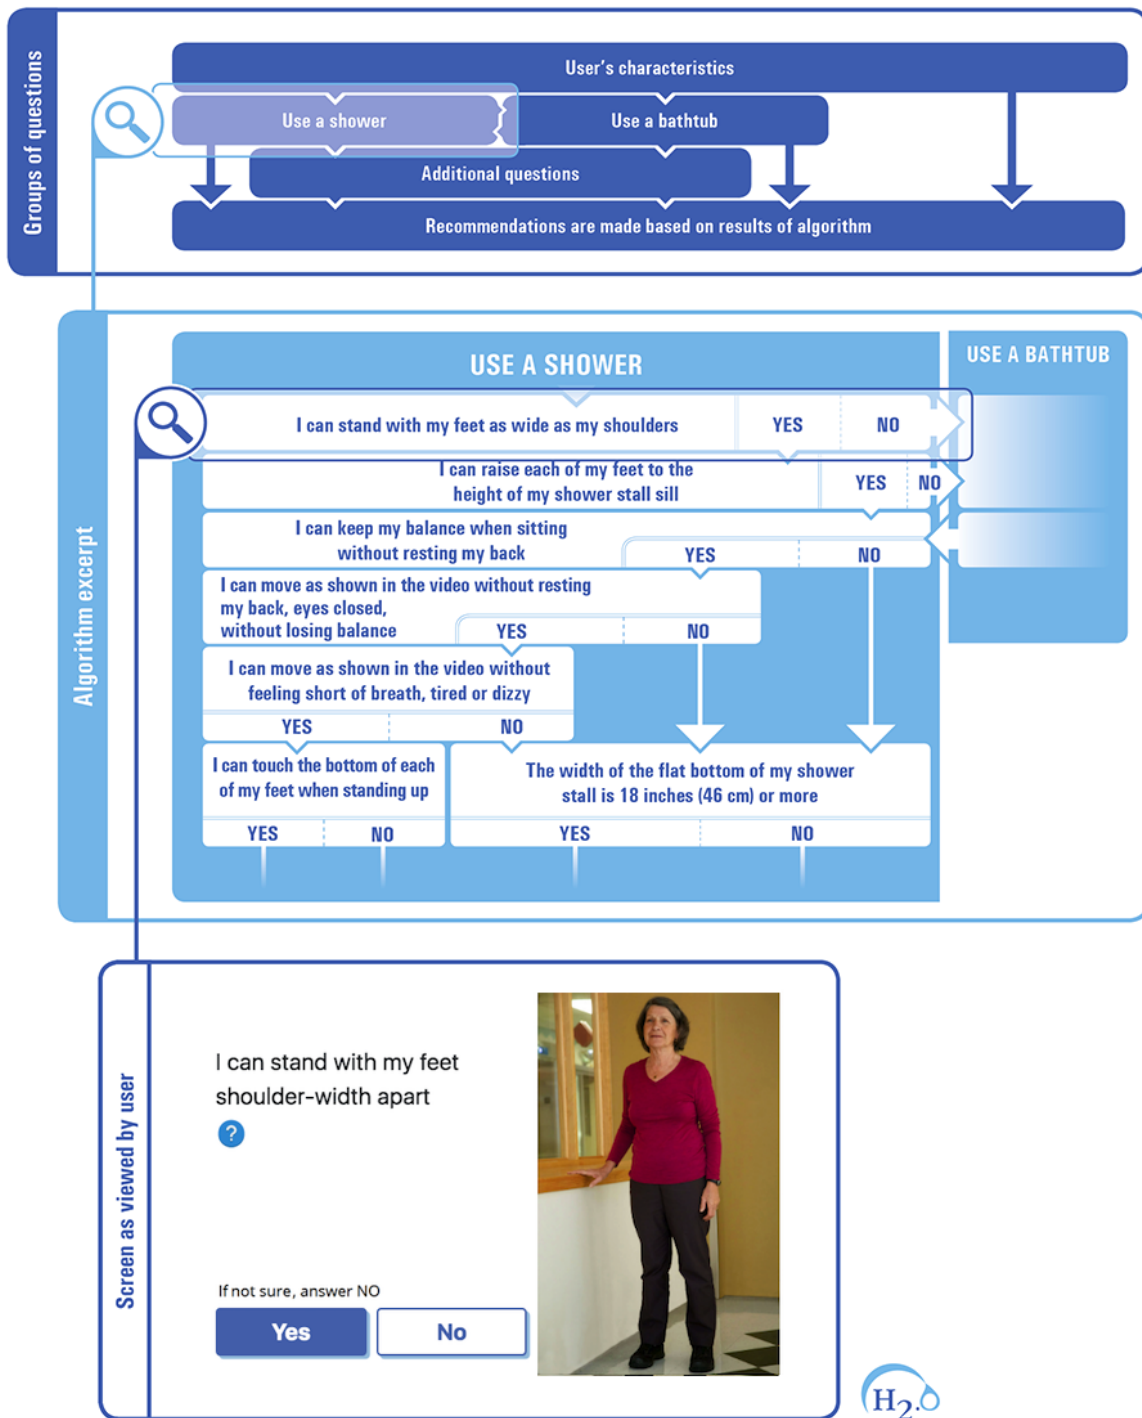 Groups of questions
User's characteristics
Use a shower
Use a bathtub
Additional questions
Recommendations are made based on results of algorithm
Algorithm excerpt
USE A SHOWER
USE A BATHTUB
I can stand with my feet as wide as my shoulders
YES
NO
I can raise each of my feet to the
height of my shower stall sill
YES
NO
I can keep my balance when sitting
without resting my back
YES
NO
I can move as shown in the video without resting
my back, eyes closed,
without losing balance
YES
NO
I can move as shown in the video without
feeling short of breath, tired or dizzy
YES
NO
I can touch the bottom of each
of my feet when standing up
YES
NO
The width of the flat bottom of my shower
stall is 18 inches (46 cm) or more
YES
NO
Screen as viewed by user
I can stand with my feet
shoulder-width apart
?
If not sure, answer NO
Yes
No